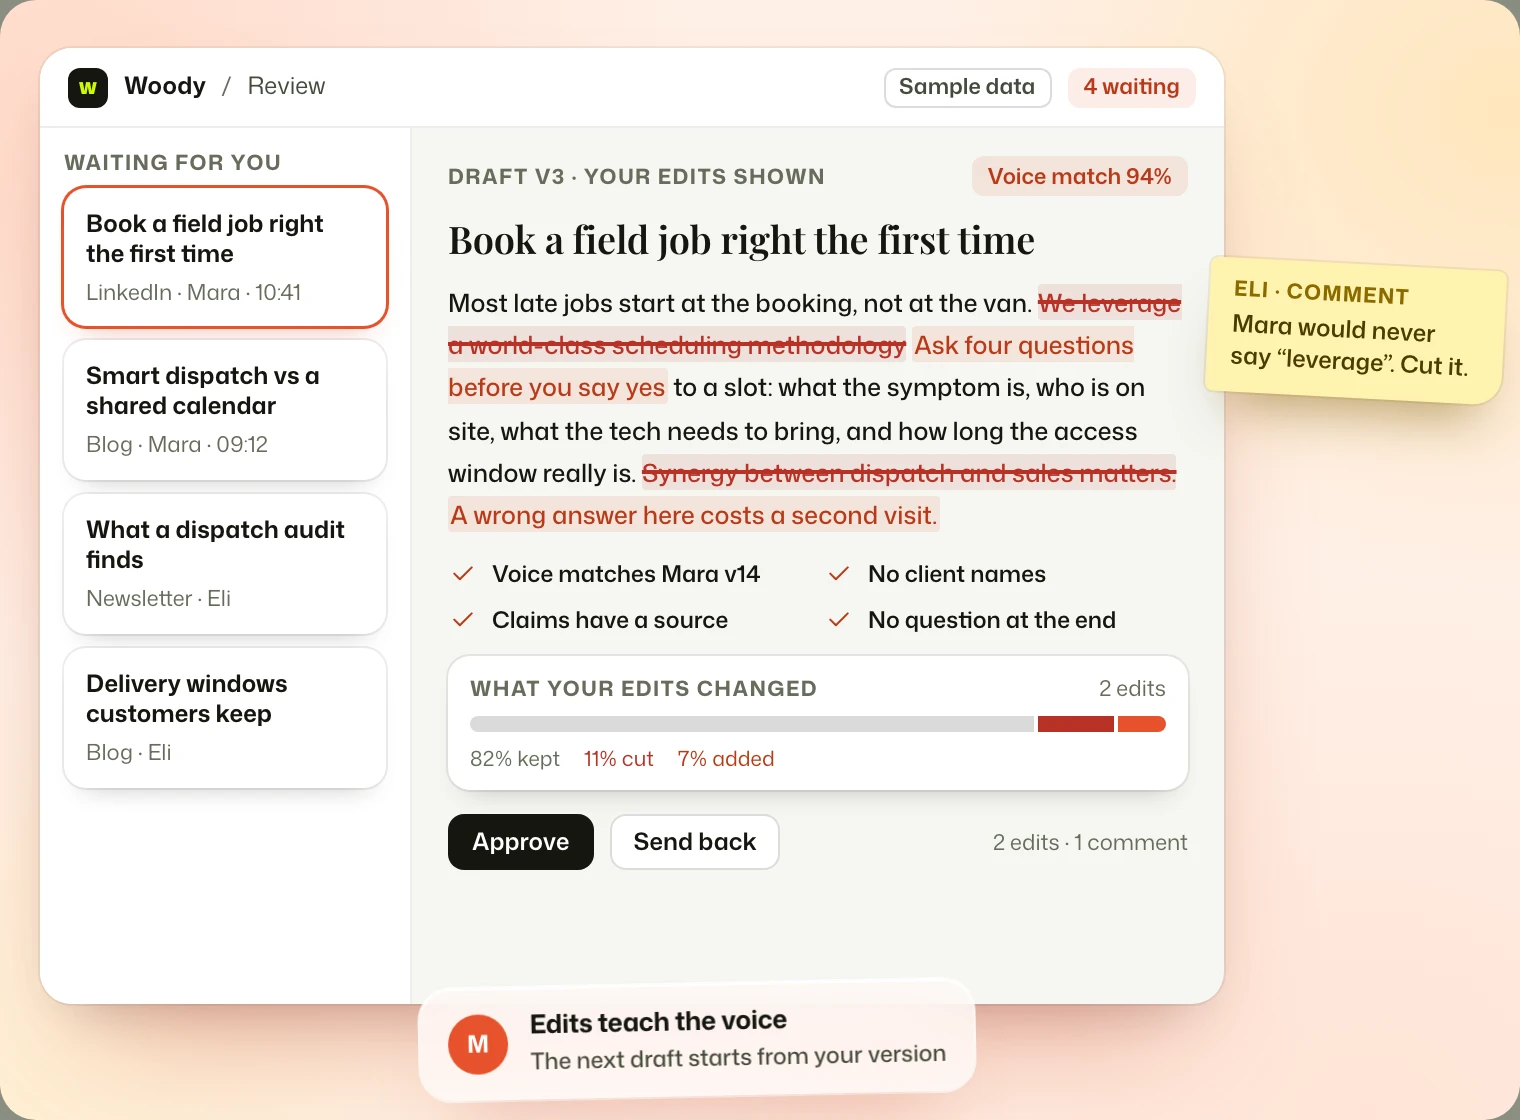 w Woody / Review
Sample data
4 waiting
WAITING FOR YOU
Book a field job right
the first time
LinkedIn · Mara · 10:41
Smart dispatch vs a
shared calendar
Blog · Mara · 09:12
What a dispatch audit
finds
Newsletter · Eli
Delivery windows
customers keep
Blog · Eli
DRAFT V3 · YOUR EDITS SHOWN
Voice match 94%
Book a field job right the first time
Most late jobs start at the booking, not at the van. We leverage
a world-class scheduling methodology Ask four questions
before you say yes to a slot: what the symptom is, who is on
site, what the tech needs to bring, and how long the access
window really is. Synergy between dispatch and sales matters.
A wrong answer here costs a second visit.
Voice matches Mara v14
No client names
Claims have a source
No question at the end
WHAT YOUR EDITS CHANGED
2 edits
82% kept 11% cut 7% added
Approve
Send back
2 edits · 1 comment
ELI · COMMENT
Mara would never
say “leverage”. Cut it.
M
Edits teach the voice
The next draft starts from your version